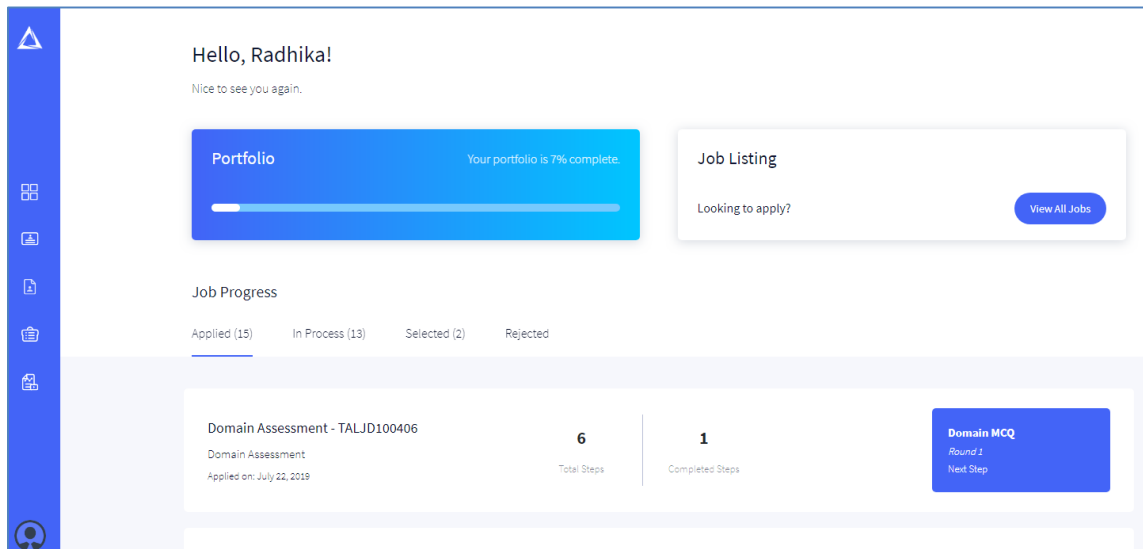 Hello, Radhika!
Nice to see you again.
Portfolio
Your portfolio is 7% complete.
Job Listing
Looking to apply?
View All Jobs
Job Progress
Applied (15)
In Process (13)
Selected (2)
Rejected
Domain Assessment - TALJD100406
Domain Assessment
Applied on: July 22, 2019
6
Total Steps
1
Completed Steps
Domain MCQ
Round 1
Next Step